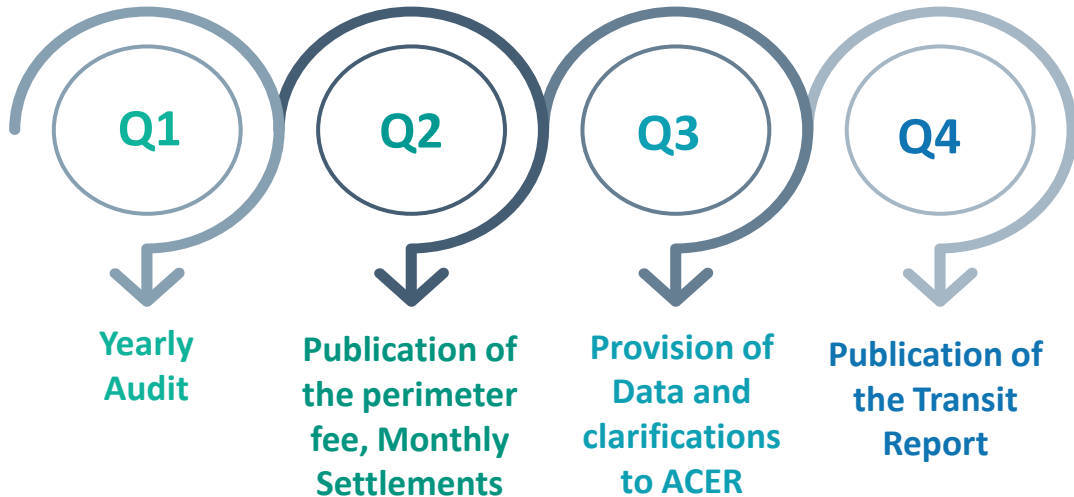 Q1
Yearly
Audit
Q2
Publication of
the perimeter
fee, Monthly
Settlements
Q3
Provision of
Data and
clarifications
to ACER
Q4
Publication of
the Transit
Report